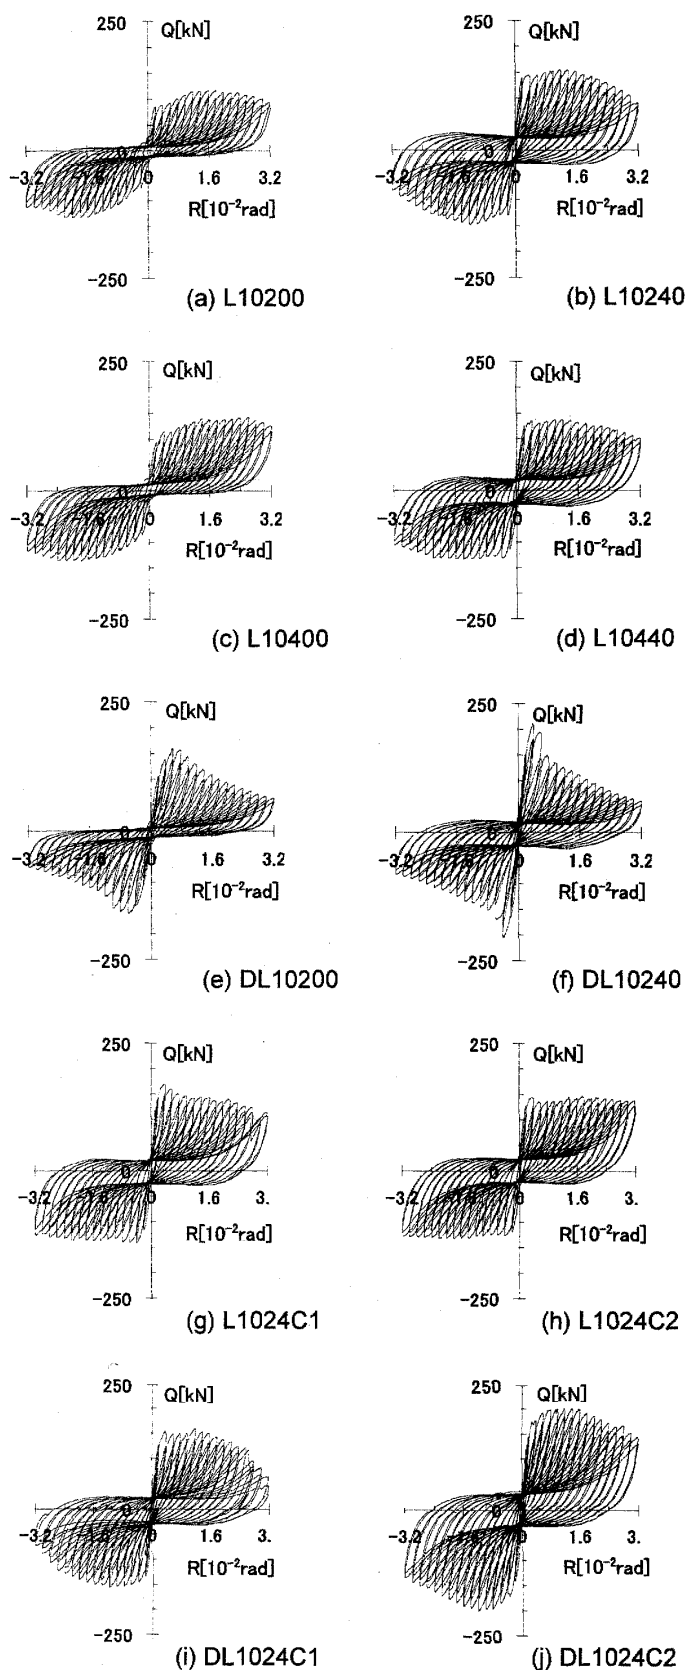 250 Q[kN] 250 Q[kN]
0 0
-3.2 -1.6 0 1.6 3.2 -3.2 -1.6 0 1.6 3.2
R[10⁻²rad] R[10⁻²rad]
-250 -250
(a) L10200 (b) L10240
250 Q[kN] 250 Q[kN]
0 0
-3.2 -1.6 0 1.6 3.2 -3.2 -1.6 0 1.6 3.2
R[10⁻²rad] R[10⁻²rad]
-250 -250
(c) L10400 (d) L10440
250 Q[kN] 250 Q[kN]
0 0
-3.2 -1.6 0 1.6 3.2 -3.2 -1.6 0 1.6 3.2
R[10⁻²rad] R[10⁻²rad]
-250 -250
(e) DL10200 (f) DL10240
250 Q[kN] 250 Q[kN]
0 0
-3.2 -1.6 0 1.6 3. -3.2 -1.6 0 1.6 3.
R[10⁻²rad] R[10⁻²rad]
-250 -250
(g) L1024C1 (h) L1024C2
250 Q[kN] 250 Q[kN]
0 0
-3.2 -1.6 0 1.6 3. -3.2 -1.6 0 1.6 3.2
R[10⁻²rad] R[10⁻²rad]
-250 -250
(i) DL1024C1 (j) DL1024C2